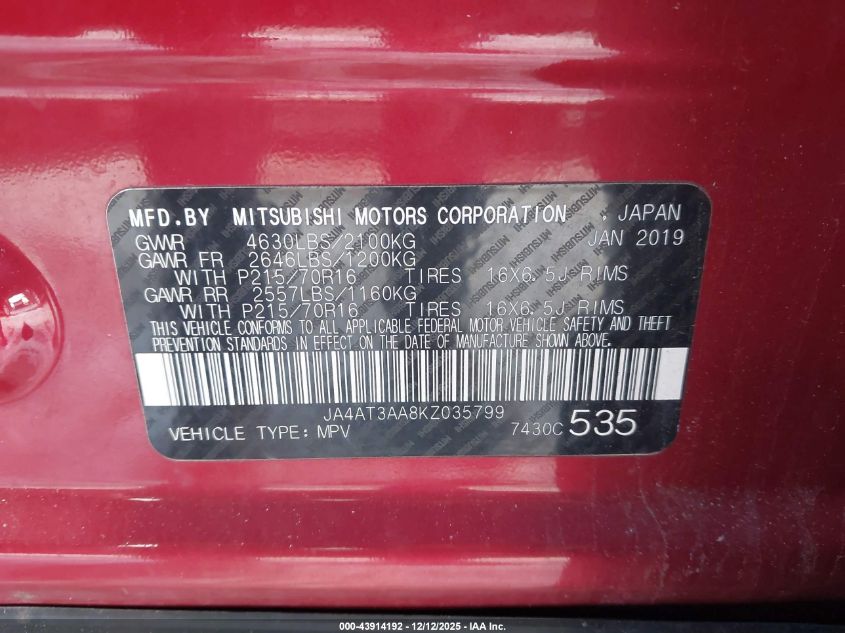 MFD.BY MITSUBISHI MOTORS CORPORATION : JAPAN
GVWR 4630LBS/2100KG JAN 2019
GAWR FR 2646LBS/1200KG
WITH P215/70R16 TIRES 16X6.5J RIMS
GAWR RR 2557LBS/1160KG
WITH P215/70R16 TIRES 16X6.5J RIMS
THIS VEHICLE CONFORMS TO ALL APPLICABLE FEDERAL MOTOR VEHICLE SAFETY AND THEFT
PREVENTION STANDARDS IN EFFECT ON THE DATE OF MANUFACTURE SHOWN ABOVE.
JA4AT3AA8KZ035799
VEHICLE TYPE: MPV 7430C 535
000-43914192 - 12/12/2025 - IAA Inc.